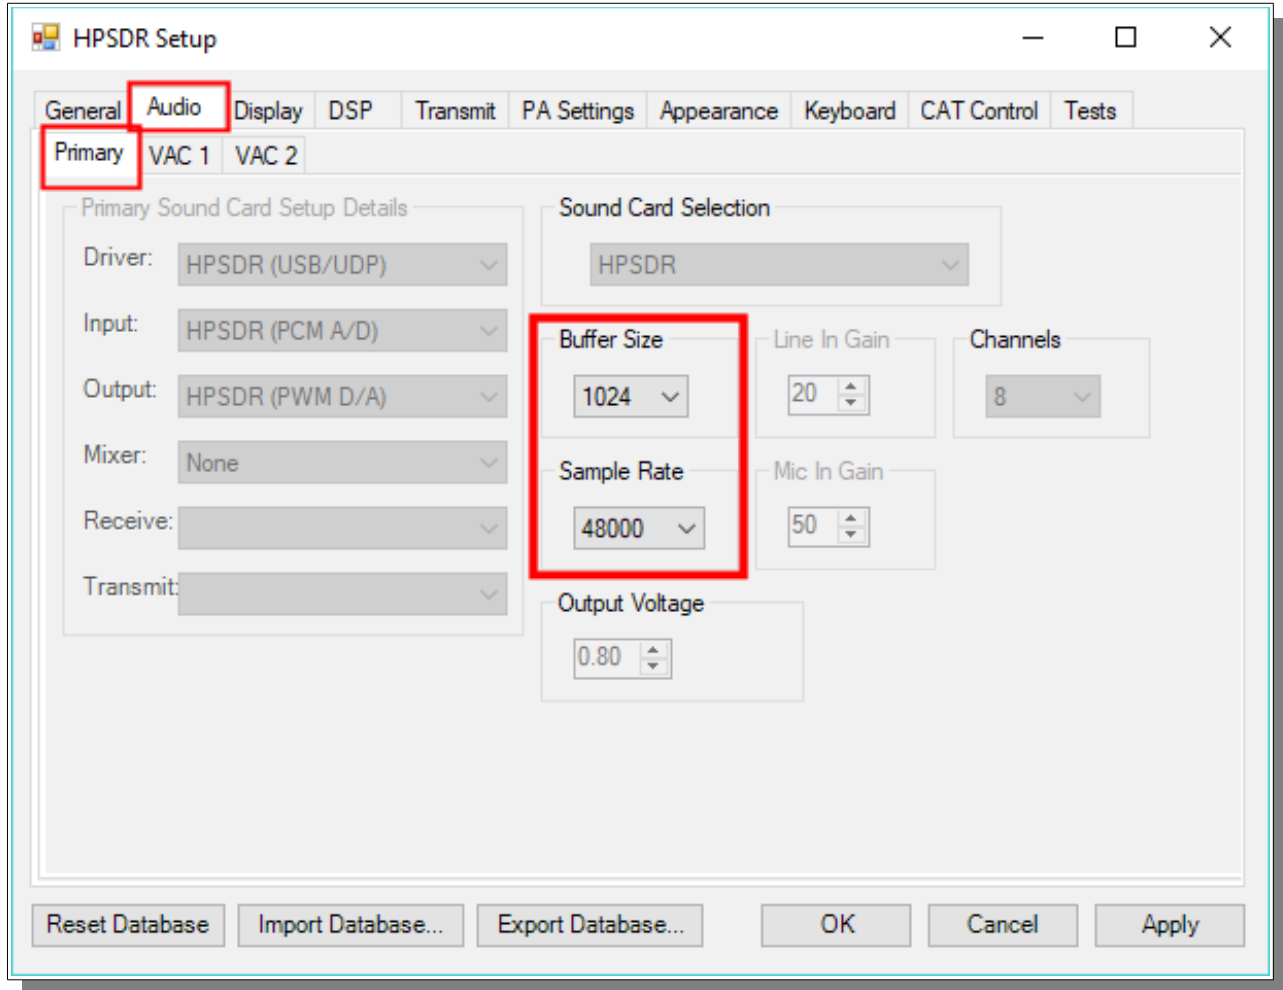 HPSDR Setup
General Audio Display DSP Transmit PA Settings Appearance Keyboard CAT Control Tests
Primary VAC 1 VAC 2
Primary Sound Card Setup Details
Driver: HPSDR (USB/UDP)
Input: HPSDR (PCM A/D)
Output: HPSDR (PWM D/A)
Mixer: None
Receive:
Transmit:
Sound Card Selection
HPSDR
Buffer Size
1024
Line In Gain
20
Channels
8
Sample Rate
48000
Mic In Gain
50
Output Voltage
0.80
Reset Database Import Database... Export Database... OK Cancel Apply